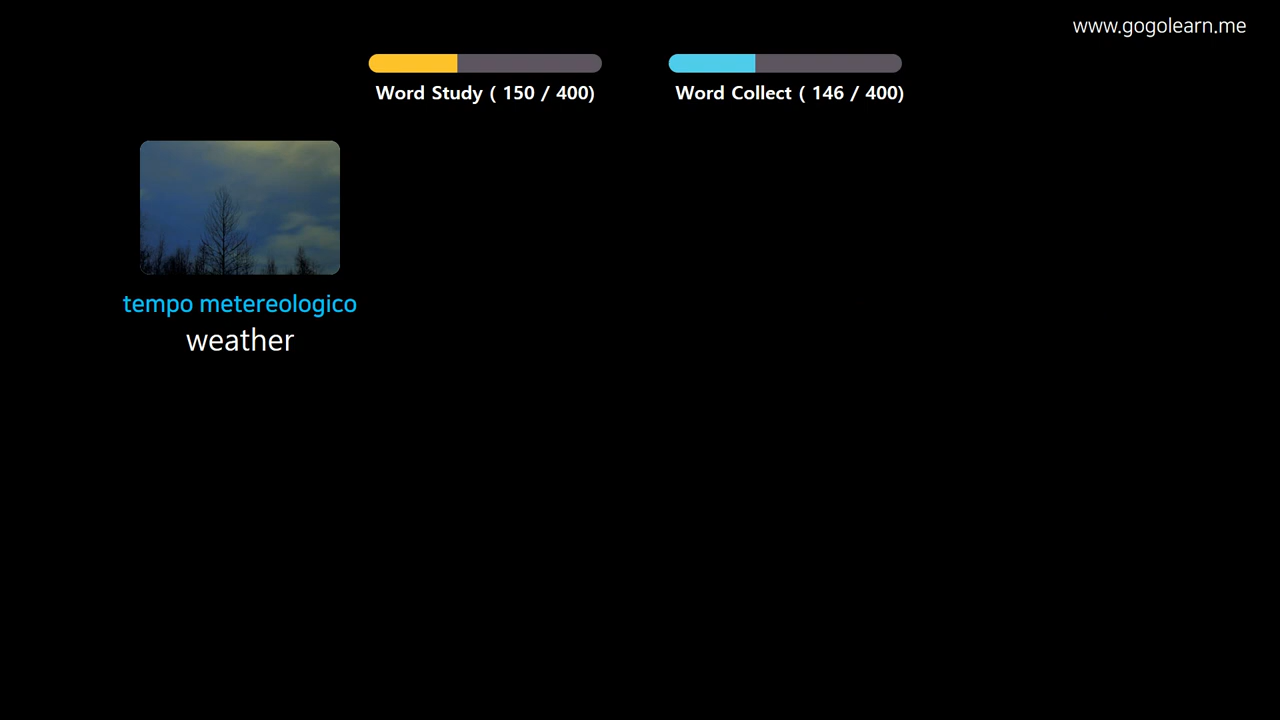 www.gogolearn.me
Word Study ( 150 / 400)
Word Collect ( 146 / 400)
tempo metereologico
weather